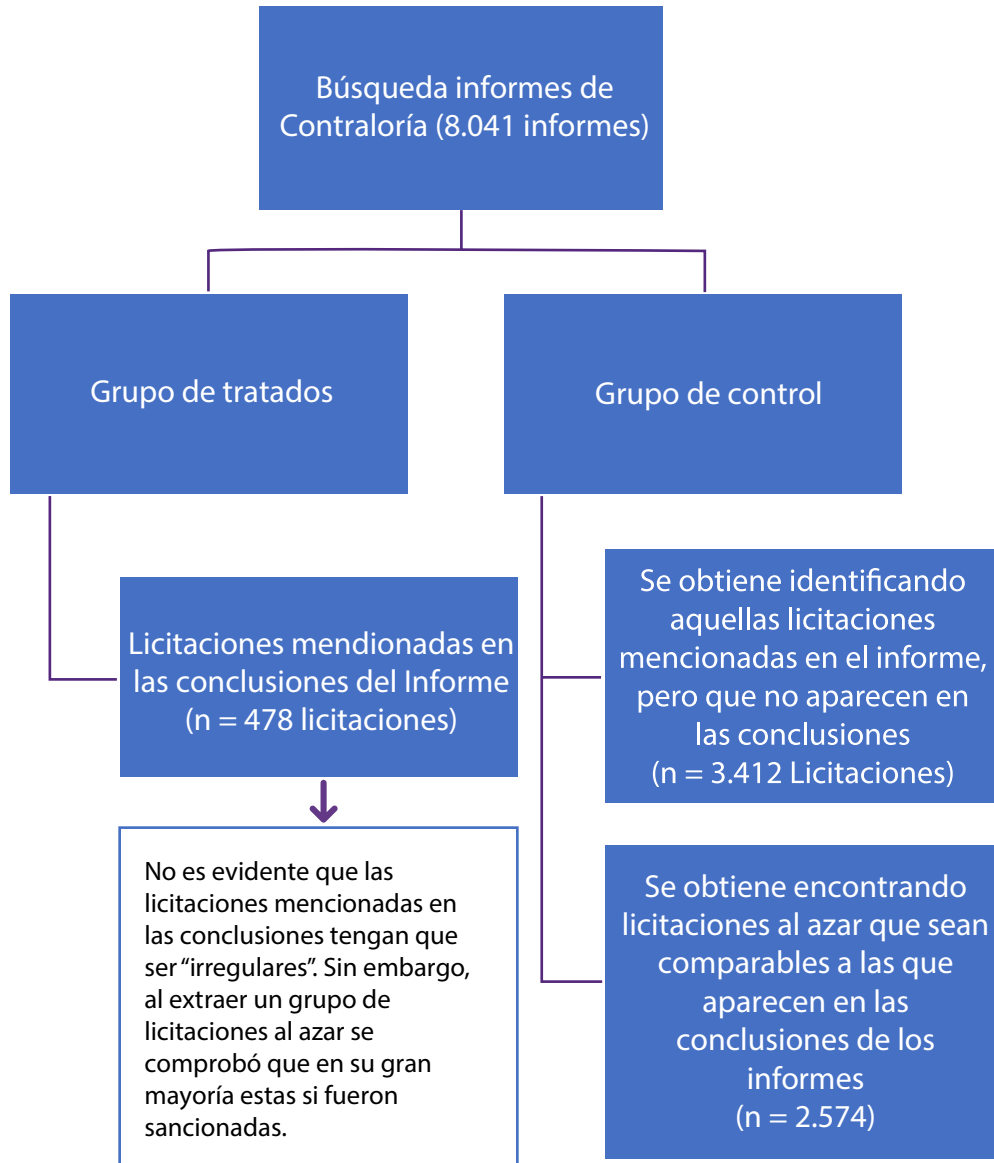 Búsqueda informes de
Contraloría (8.041 informes)
Grupo de tratados
Grupo de control
Licitaciones mendionadas en
las conclusiones del Informe
(n = 478 licitaciones)
No es evidente que las
licitaciones mencionadas en
las conclusiones tengan que
ser “irregulares”. Sin embargo,
al extraer un grupo de
licitaciones al azar se
comprobó que en su gran
mayoría estas si fueron
sancionadas.
Se obtiene identificando
aquellas licitaciones
mencionadas en el informe,
pero que no aparecen en
las conclusiones
(n = 3.412 Licitaciones)
Se obtiene encontrando
licitaciones al azar que sean
comparables a las que
aparecen en las
conclusiones de los
informes
(n = 2.574)